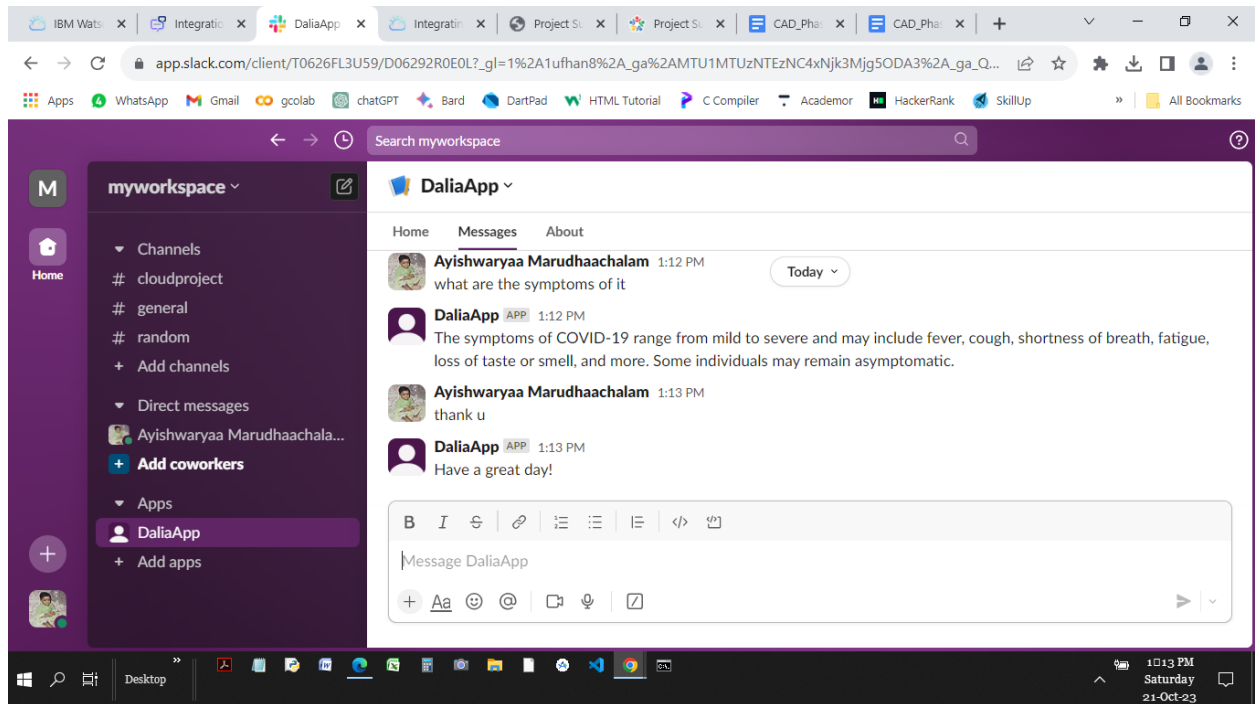 IBM Wats
Integratio
DaliaApp
Integratin
Project Su
Project Su
CAD_Phas
CAD_Phas
app.slack.com/client/T0626FL3U59/D06292R0E0L?_gl=1%2A1ufhan8%2A_ga%2AMTU1MTUzNTEzNC4xNjk3Mjg5ODA3%2A_ga_Q...
Apps
WhatsApp
Gmail
gcolab
chatGPT
Bard
DartPad
HTML Tutorial
C Compiler
Academor
HackerRank
SkillUp
»
All Bookmarks
Search myworkspace
M
Home
myworkspace
Channels
# cloudproject
# general
# random
+ Add channels
Direct messages
Ayishwaryaa Marudhaachala...
+ Add coworkers
Apps
DaliaApp
+ Add apps
DaliaApp
Home Messages About
Today
Ayishwaryaa Marudhaachalam 1:12 PM
what are the symptoms of it
DaliaApp APP 1:12 PM
The symptoms of COVID-19 range from mild to severe and may include fever, cough, shortness of breath, fatigue,
loss of taste or smell, and more. Some individuals may remain asymptomatic.
Ayishwaryaa Marudhaachalam 1:13 PM
thank u
DaliaApp APP 1:13 PM
Have a great day!
B I S
Message DaliaApp
+ Aa @
Desktop
»
1▯13 PM
Saturday
21-Oct-23